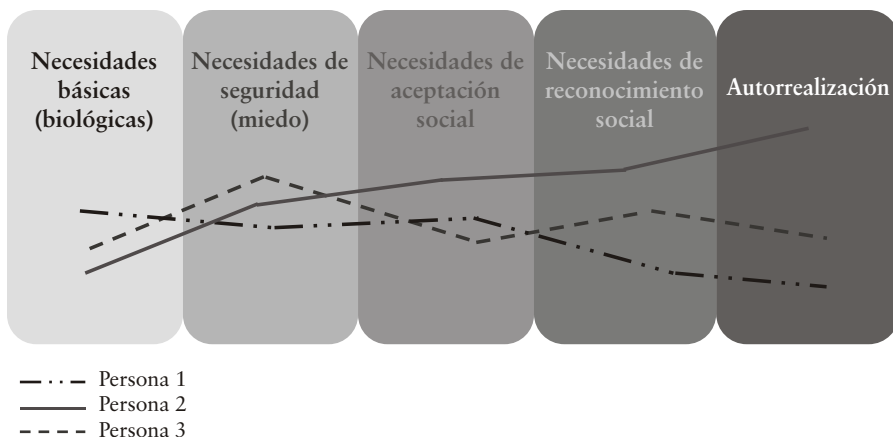 Necesidades
básicas
(biológicas)
Necesidades de
seguridad
(miedo)
Necesidades de
aceptación
social
Necesidades de
reconocimiento
social
Autorrealización
Persona 1
Persona 2
Persona 3